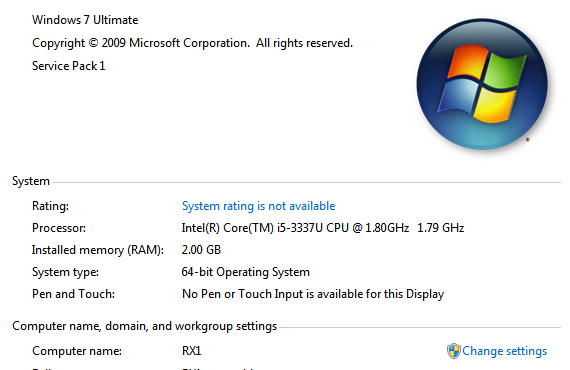 Windows 7 Ultimate
Copyright © 2009 Microsoft Corporation. All rights reserved.
Service Pack 1
System
Rating: System rating is not available
Processor: Intel(R) Core(TM) i5-3337U CPU @ 1.80GHz 1.79 GHz
Installed memory (RAM): 2.00 GB
System type: 64-bit Operating System
Pen and Touch: No Pen or Touch Input is available for this Display
Computer name, domain, and workgroup settings
Computer name: RX1 Change settings